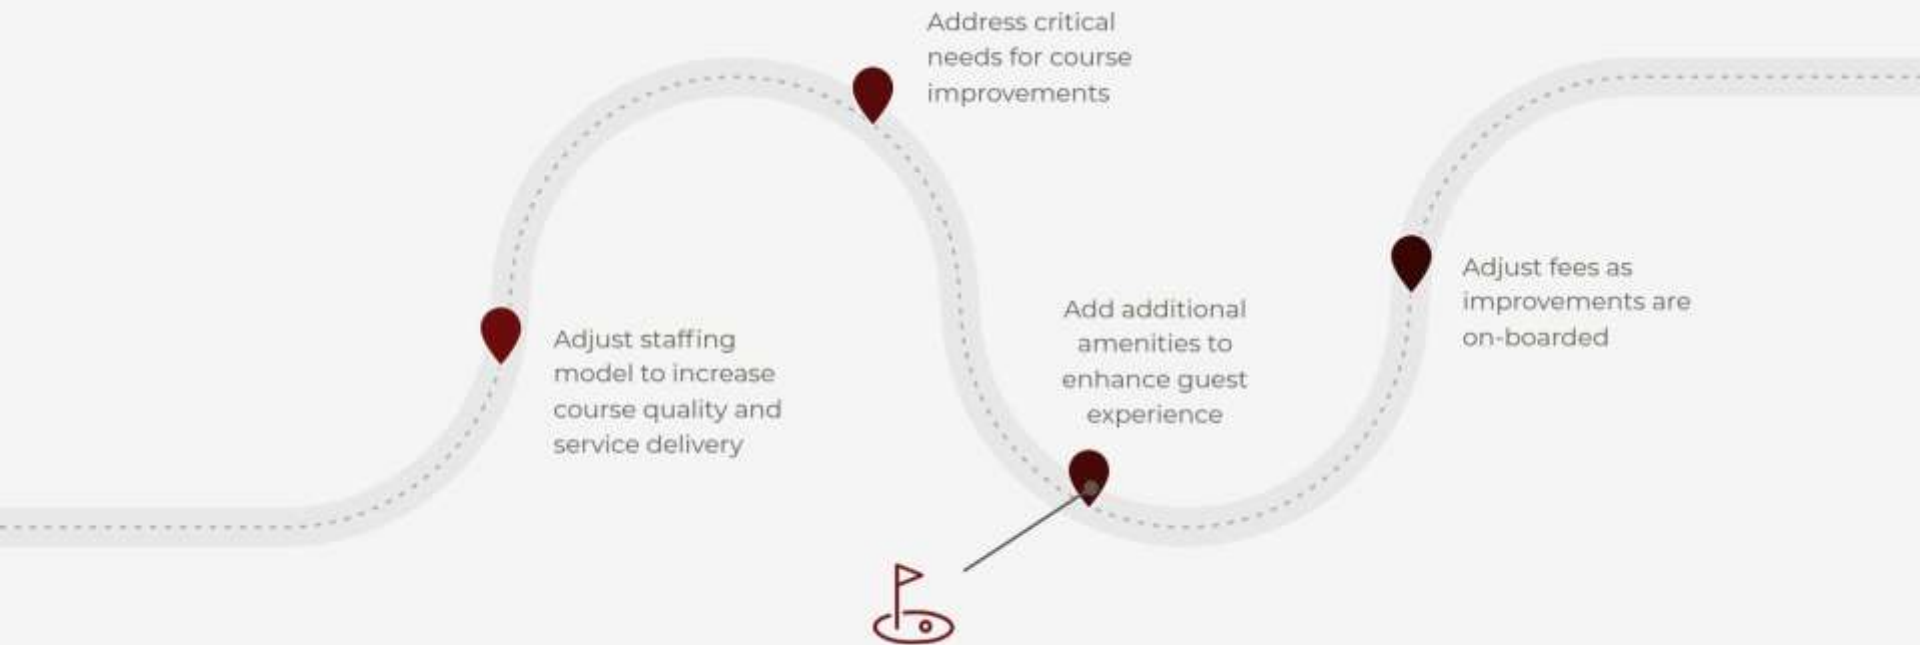 Address critical
needs for course
improvements
Adjust staffing
model to increase
course quality and
service delivery
Add additional
amenities to
enhance guest
experience
Adjust fees as
improvements are
on-boarded